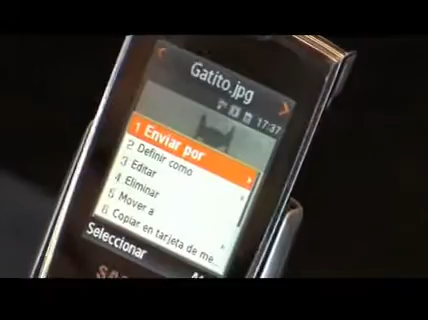 Gatito.jpg
17:37
1 Enviar por
2 Definir como
3 Editar
4 Eliminar
5 Mover a
6 Copiar en tarjeta de me...
Seleccionar